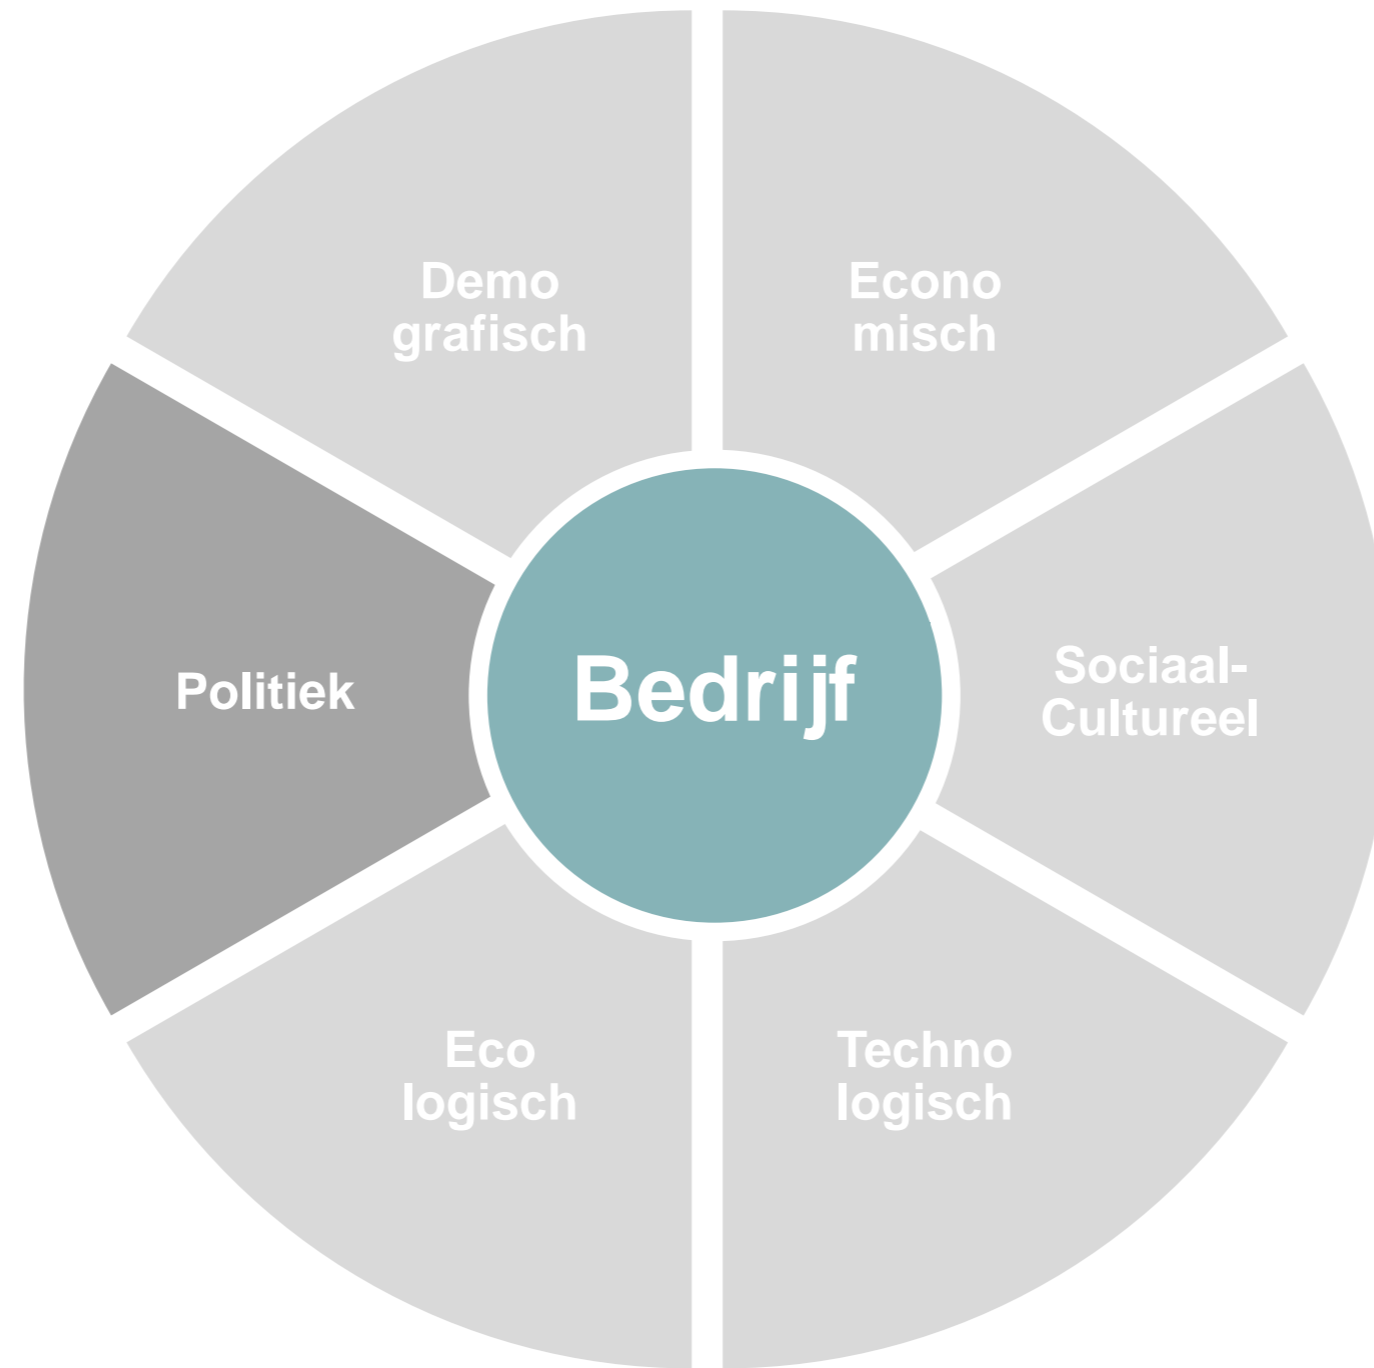 Demo
grafisch
Econo
misch
Politiek
Bedrijf
Sociaal-
Cultureel
Eco
logisch
Techno
logisch